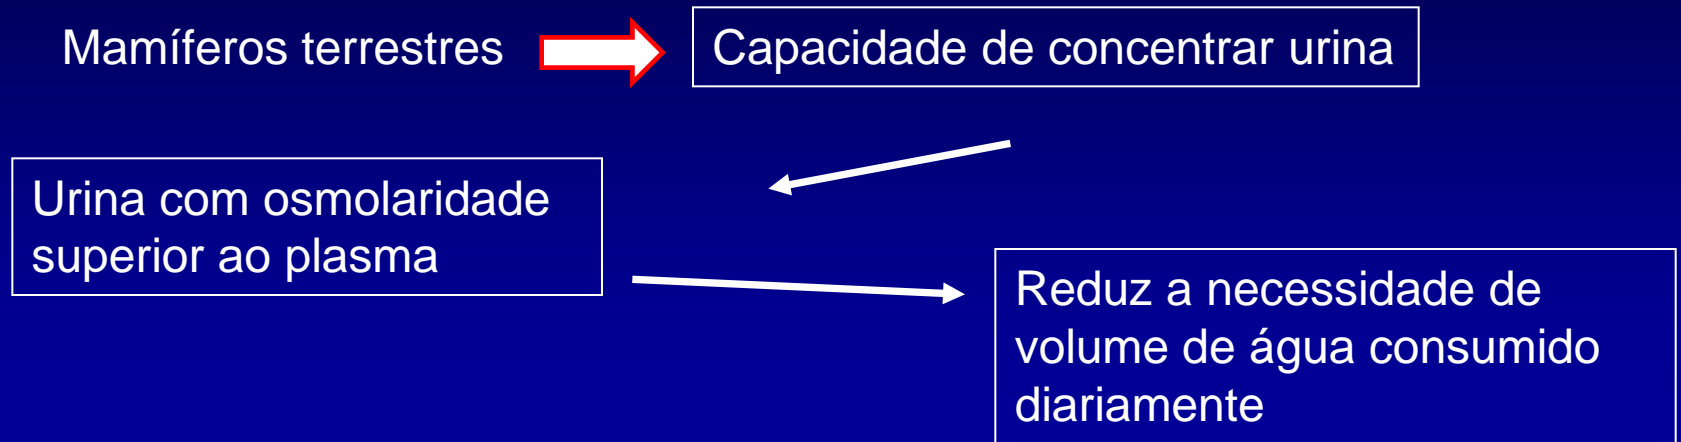 Mamíferos terrestres
Capacidade de concentrar urina
Urina com osmolaridade
superior ao plasma
Reduz a necessidade de
volume de água consumido
diariamente